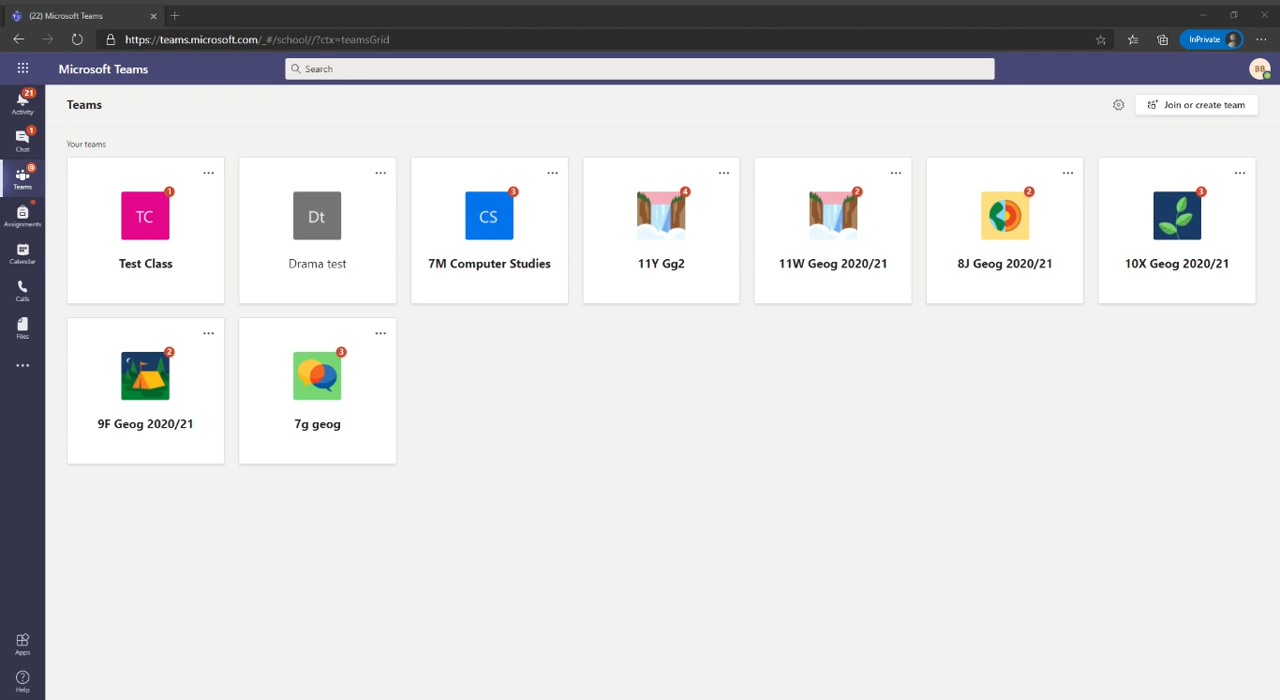 (22) Microsoft Teams
https://teams.microsoft.com/_#/school//?ctx=teamsGrid
InPrivate
Microsoft Teams
Search
BB
21
Activity
1
Chat
Teams
Assignments
Calendar
Calls
Files
Apps
Help
Teams
Join or create team
Your teams
TC
1
Test Class
Dt
Drama test
CS
3
7M Computer Studies
4
11Y Gg2
2
11W Geog 2020/21
2
8J Geog 2020/21
3
10X Geog 2020/21
2
9F Geog 2020/21
3
7g geog